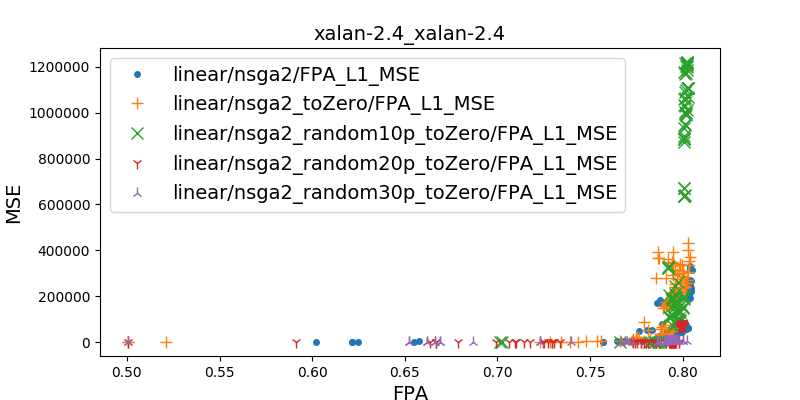 xalan-2.4_xalan-2.4
1200000
1000000
800000
600000
400000
200000
0
MSE
linear/nsga2/FPA_L1_MSE
linear/nsga2_toZero/FPA_L1_MSE
linear/nsga2_random10p_toZero/FPA_L1_MSE
linear/nsga2_random20p_toZero/FPA_L1_MSE
linear/nsga2_random30p_toZero/FPA_L1_MSE
0.50 0.55 0.60 0.65 0.70 0.75 0.80
FPA